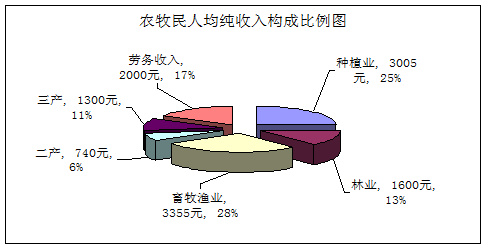 农牧民人均纯收入构成比例图
劳务收入,
2000元, 17%
种植业, 3005
元, 25%
三产, 1300元,
11%
二产, 740元,
6%
林业, 1600元,
13%
畜牧渔业,
3355元, 28%